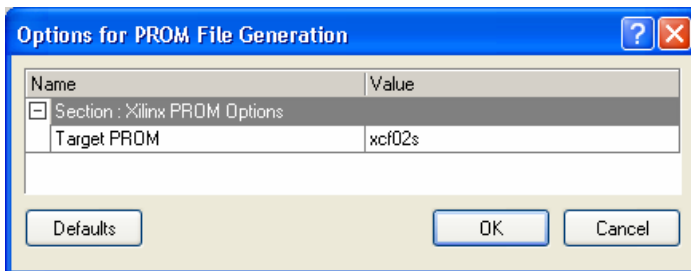 Options for PROM File Generation
Name Value
Section : Xilinx PROM Options
Target PROM xcf02s
Defaults OK Cancel